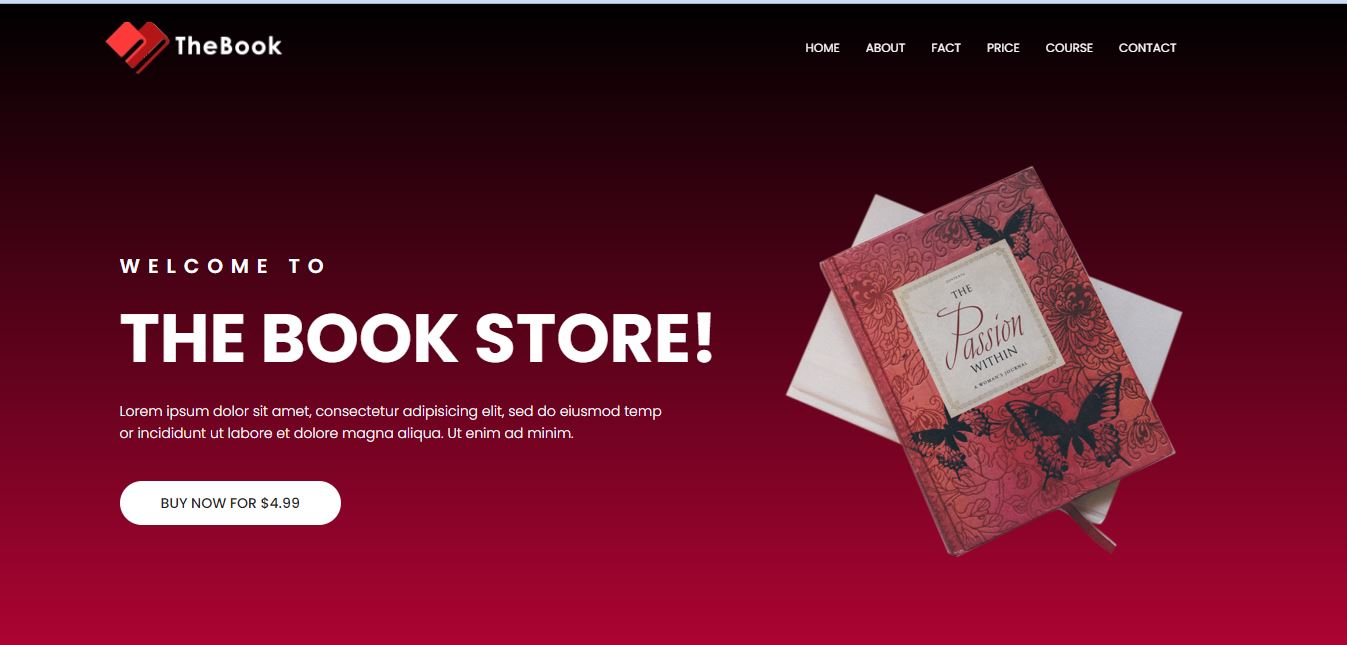 TheBook
HOME ABOUT FACT PRICE COURSE CONTACT
WELCOME TO
THE BOOK STORE!
Lorem ipsum dolor sit amet, consectetur adipisicing elit, sed do eiusmod temp
or incididunt ut labore et dolore magna aliqua. Ut enim ad minim.
BUY NOW FOR $4.99
THE
Passion
WITHIN
A WOMAN'S JOURNAL